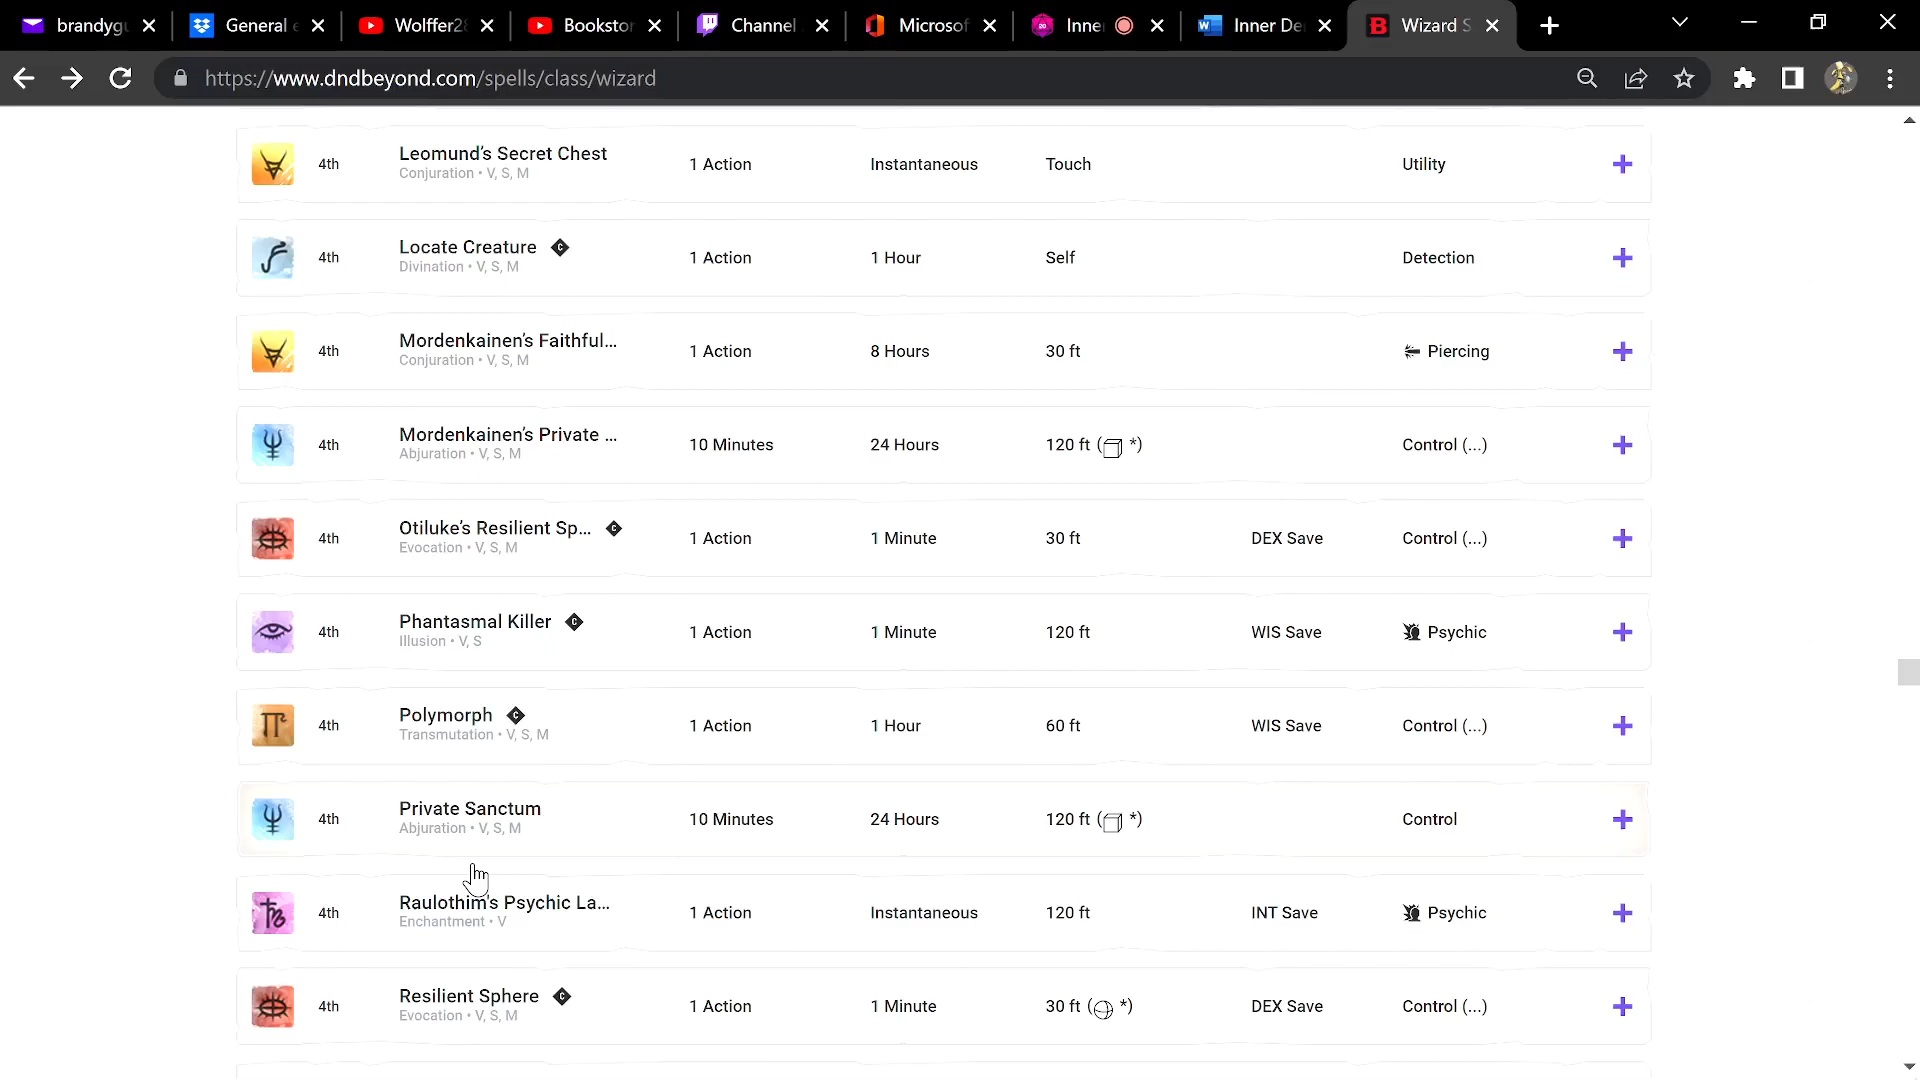 brandygu
General e
Wolffer28
Bookstor
Channel
Microsof
Inner
Inner De
Wizard S
https://www.dndbeyond.com/spells/class/wizard
4th Leomund's Secret Chest 1 Action Instantaneous Touch Utility
Conjuration • V, S, M
4th Locate Creature C 1 Action 1 Hour Self Detection
Divination • V, S, M
4th Mordenkainen's Faithful... 1 Action 8 Hours 30 ft Piercing
Conjuration • V, S, M
4th Mordenkainen's Private ... 10 Minutes 24 Hours 120 ft ( *) Control (...)
Abjuration • V, S, M
4th Otiluke's Resilient Sp... C 1 Action 1 Minute 30 ft DEX Save Control (...)
Evocation • V, S, M
4th Phantasmal Killer C 1 Action 1 Minute 120 ft WIS Save Psychic
Illusion • V, S
4th Polymorph C 1 Action 1 Hour 60 ft WIS Save Control (...)
Transmutation • V, S, M
4th Private Sanctum 10 Minutes 24 Hours 120 ft ( *) Control
Abjuration • V, S, M
4th Raulothim's Psychic La... 1 Action Instantaneous 120 ft INT Save Psychic
Enchantment • V
4th Resilient Sphere C 1 Action 1 Minute 30 ft ( *) DEX Save Control (...)
Evocation • V, S, M